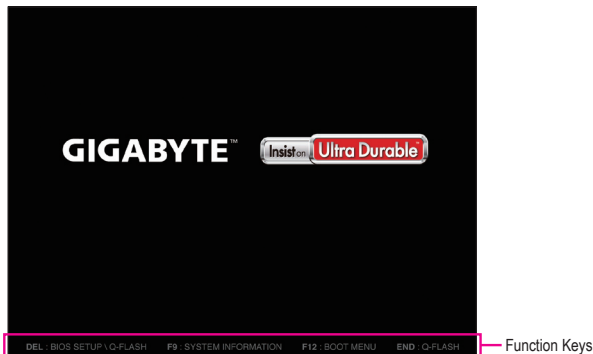 GIGABYTE™
Insist on Ultra Durable™
DEL : BIOS SETUP \ Q-FLASH F9 : SYSTEM INFORMATION F12 : BOOT MENU END : Q-FLASH
Function Keys